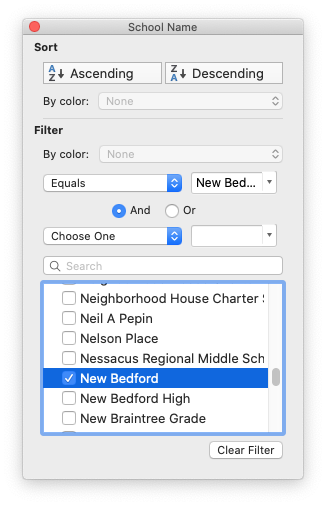 School Name
Sort
A Z Ascending
Z A Descending
By color: None
Filter
By color: None
Equals New Bed...
And Or
Choose One
Search
Neighborhood House Charter
Neil A Pepin
Nelson Place
Nessacus Regional Middle Sch
New Bedford
New Bedford High
New Braintree Grade
Clear Filter